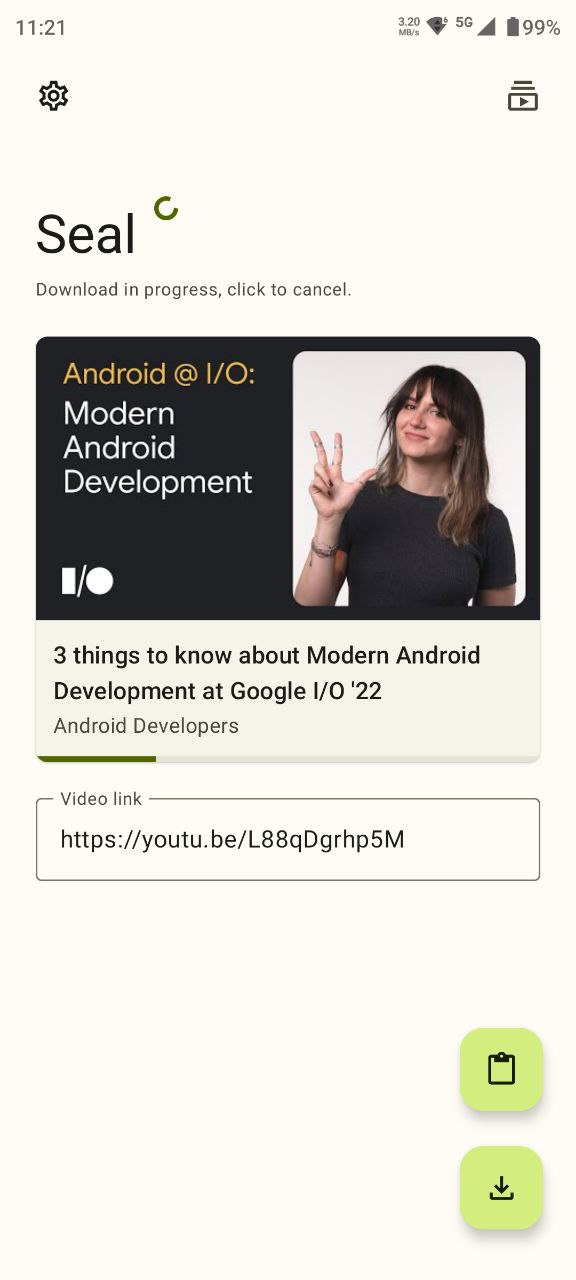 11:21
3.20
MB/s
6
5G
99%
Seal
Download in progress, click to cancel.
Android @ I/O:
Modern
Android
Development
I/O
3 things to know about Modern Android
Development at Google I/O '22
Android Developers
Video link
https://youtu.be/L88qDgrhp5M